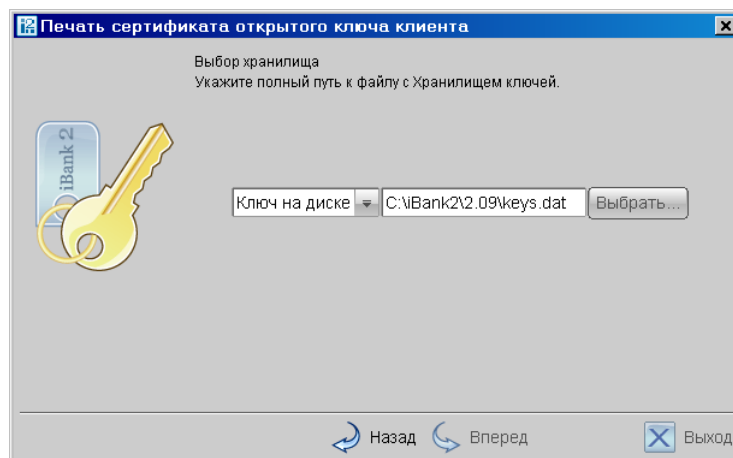 Печать сертификата открытого ключа клиента
Выбор хранилища
Укажите полный путь к файлу с Хранилищем ключей.
iBank 2
Ключ на диске C:\iBank2\2.09\keys.dat Выбрать...
Назад Вперед Выход